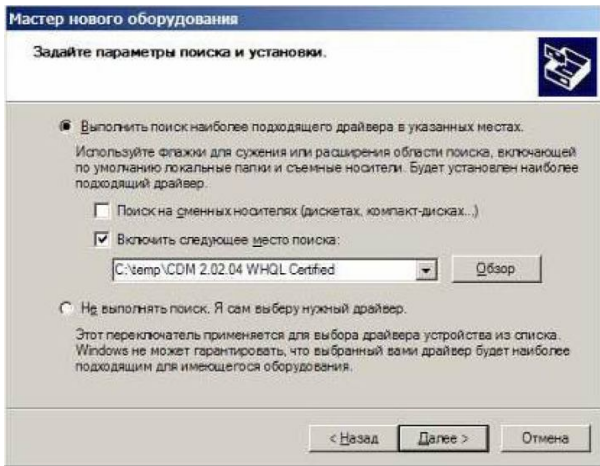 Мастер нового оборудования
Задайте параметры поиска и установки.
Выполнить поиск наиболее подходящего драйвера в указанных местах.
Используйте флажки для сужения или расширения области поиска, включающей
по умолчанию локальные папки и съемные носители. Будет установлен наиболее
подходящий драйвер.
Поиск на сменных носителях (дискетах, компакт-дисках...)
Включить следующее место поиска:
C:\temp\CDM 2.02.04 WHQL Certified
Обзор
Не выполнять поиск. Я сам выберу нужный драйвер.
Этот переключатель применяется для выбора драйвера устройства из списка.
Windows не может гарантировать, что выбранный вами драйвер будет наиболее
подходящим для имеющегося оборудования.
< Назад Далее > Отмена